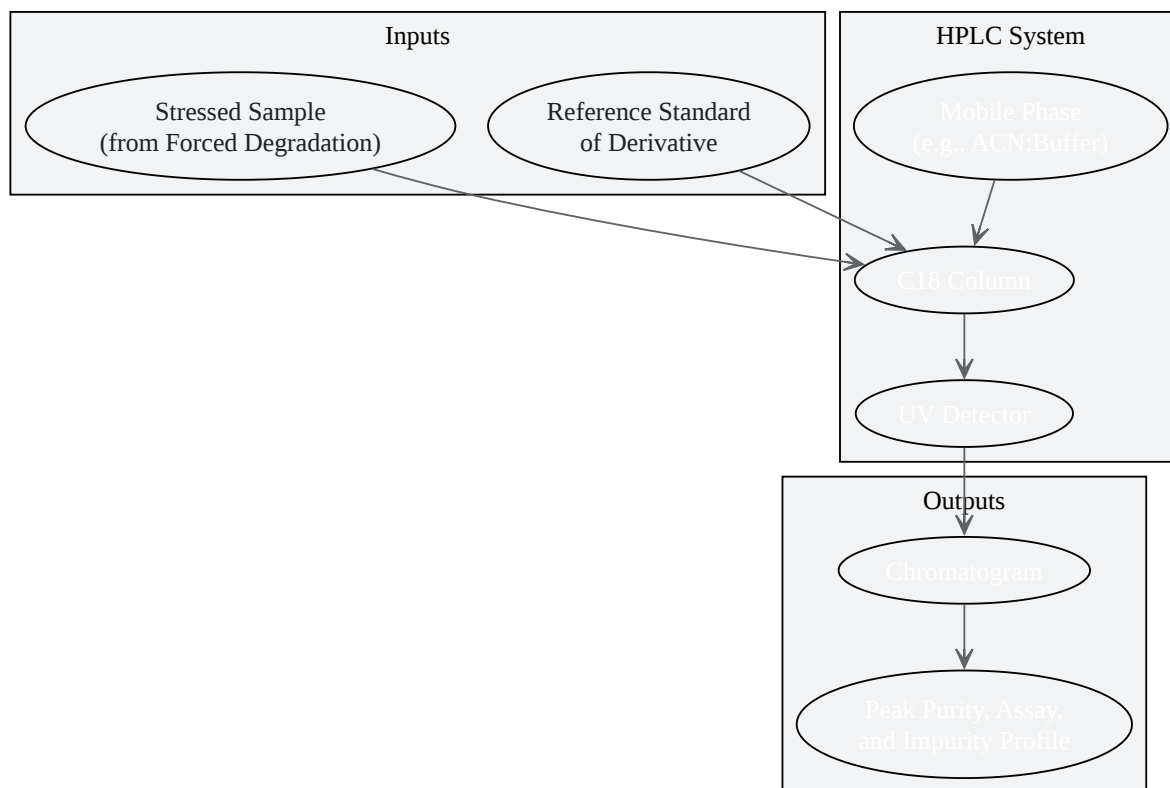 Inputs
Stressed Sample
(from Forced Degradation)
Reference Standard
of Derivative
HPLC System
Mobile Phase
(e.g., ACN:Buffer)
C18 Column
UV Detector
Outputs
Chromatogram
Peak Purity, Assay,
and Impurity Profile